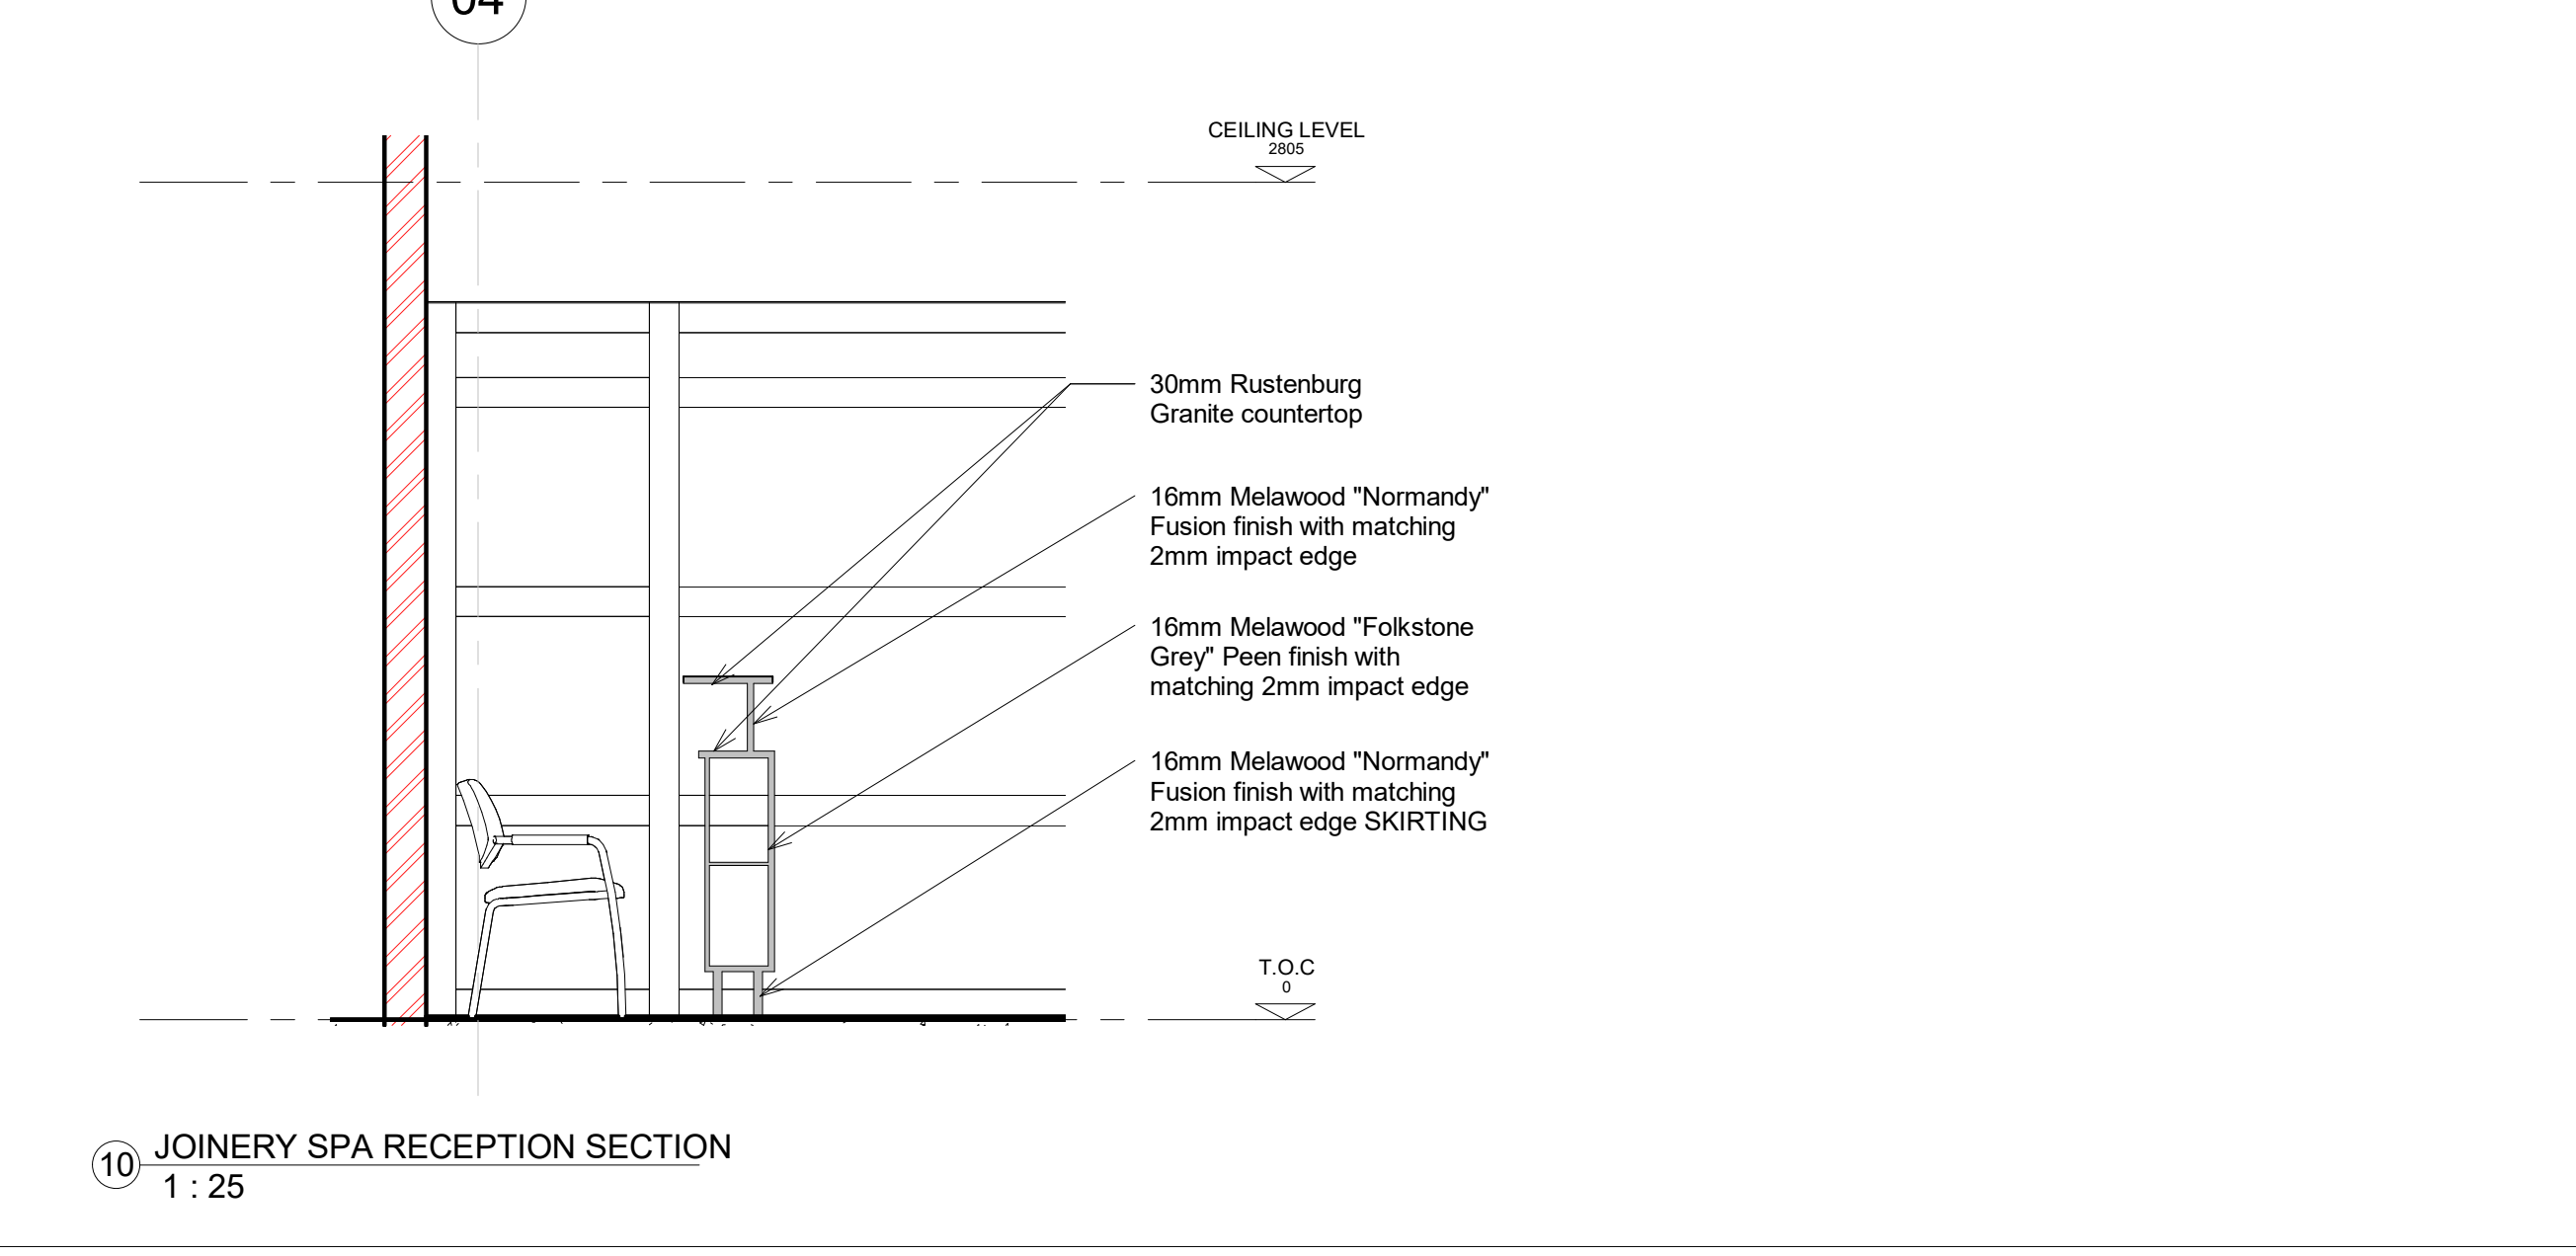 04
CEILING LEVEL
2805
30mm Rustenburg
Granite countertop
16mm Melawood "Normandy"
Fusion finish with matching
2mm impact edge
16mm Melawood "Folkstone
Grey" Peen finish with
matching 2mm impact edge
16mm Melawood "Normandy"
Fusion finish with matching
2mm impact edge SKIRTING
T.O.C
0
10
JOINERY SPA RECEPTION SECTION
1 : 25